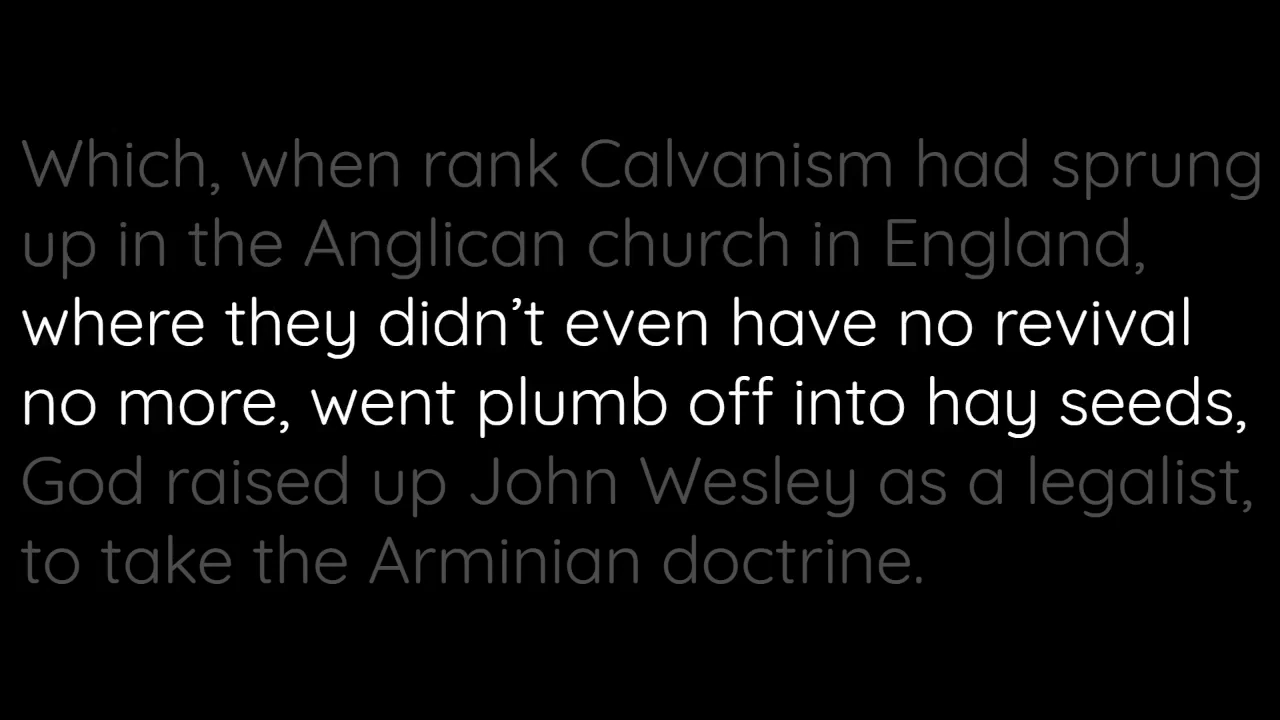 Which, when rank Calvanism had sprung
up in the Anglican church in England,
where they didn’t even have no revival
no more, went plumb off into hay seeds,
God raised up John Wesley as a legalist,
to take the Arminian doctrine.